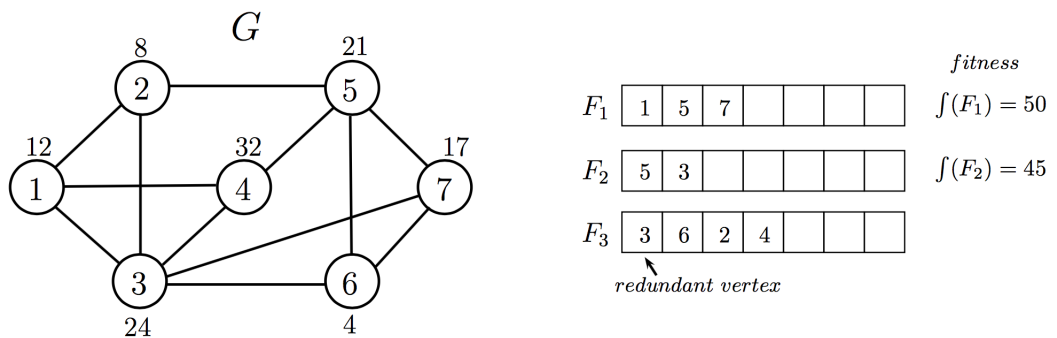 G
8
21
2
5
12
32
17
1
4
7
3
6
24
4
fitness
F₁ 1 5 7 ∫(F₁) = 50
F₂ 5 3 ∫(F₂) = 45
F₃ 3 6 2 4
redundant vertex